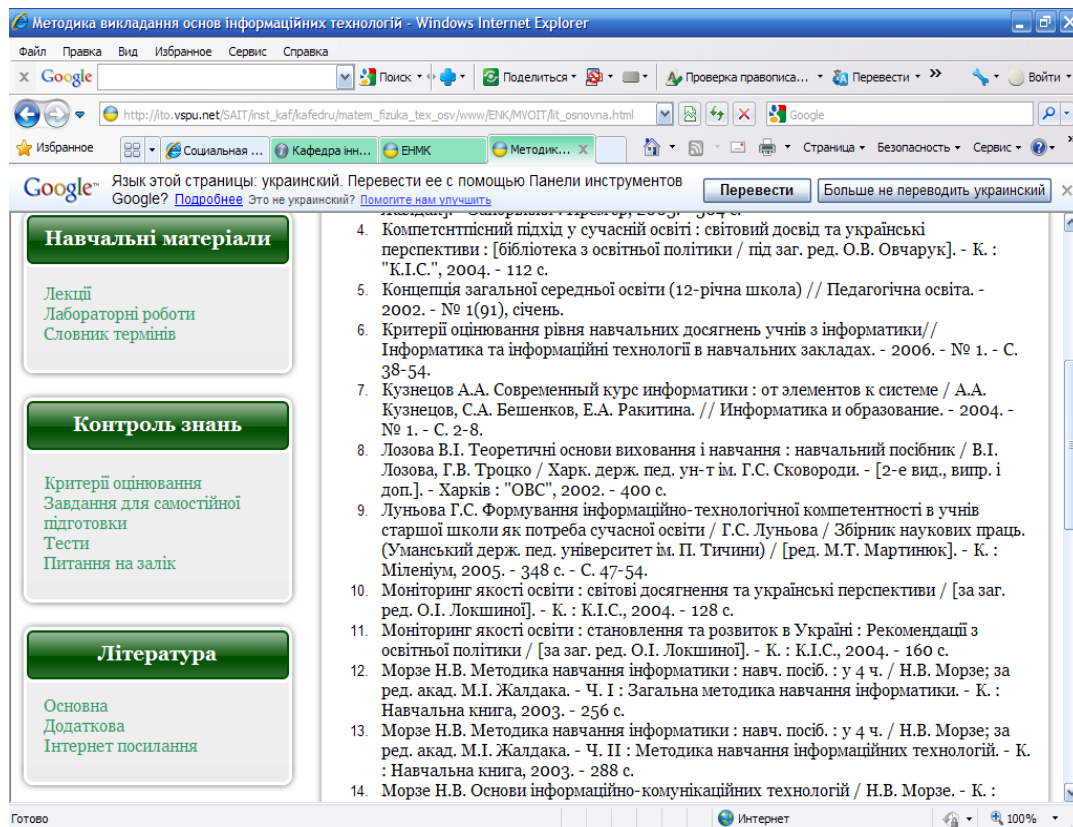 Методика викладання основ інформаційних технологій - Windows Internet Explorer
Файл Правка Вид Избранное Сервис Справка
x Google Поиск Поделиться Проверка правописа... Перевести » Войти
http://ito.vspu.net/SAIT/inst_kaf/kafedru/matem_fizuka_tex_osv/www/ENK/MVOIT/lit_osnovna.html Google
Избранное Социальная ... Кафедра інн... ЕНМК Методик... x Страница Безопасность Сервис »
Google™ Язык этой страницы: украинский. Перевести ее с помощью Панели инструментов
Google? Подробнее Это не украинский? Помогите нам улучшить
Перевести Больше не переводить украинский x
Навчальні матеріали
Лекції
Лабораторні роботи
Словник термінів
Контроль знань
Критерії оцінювання
Завдання для самостійної
підготовки
Тести
Питання на залік
Література
Основна
Додаткова
Інтернет посилання
4. Компетснтпісний підхід у сучасній освіті : світовий досвід та українські
перспективи : [бібліотека з освітньої політики / під заг. ред. О.В. Овчарук]. - К. :
"К.І.С.", 2004. - 112 с.
5. Концепція загальної середньої освіти (12-річна школа) // Педагогічна освіта. -
2002. - № 1(91), січень.
6. Критерії оцінювання рівня навчальних досягнень учнів з інформатики//
Інформатика та інформаційні технології в навчальних закладах. - 2006. - № 1. - С.
38-54.
7. Кузнецов А.А. Современный курс информатики : от элементов к системе / А.А.
Кузнецов, С.А. Бешенков, Е.А. Ракитина. // Информатика и образование. - 2004. -
№ 1. - С. 2-8.
8. Лозова В.І. Теоретичні основи виховання і навчання : навчальний посібник / В.І.
Лозова, Г.В. Троцко / Харк. держ. пед. ун-т ім. Г.С. Сковороди. - [2-е вид., випр. і
доп.]. - Харків : "ОВС", 2002. - 400 с.
9. Луньова Г.С. Формування інформаційно-технологічної компетентності в учнів
старшої школи як потреба сучасної освіти / Г.С. Луньова / Збірник наукових праць.
(Уманський держ. пед. університет ім. П. Тичини) / [ред. М.Т. Мартинюк]. - К. :
Міленіум, 2005. - 348 с. - С. 47-54.
10. Моніторинг якості освіти : світові досягнення та українські перспективи / [за заг.
ред. О.І. Локшиної]. - К. : К.І.С., 2004. - 128 с.
11. Моніторинг якості освіти : становлення та розвиток в Україні : Рекомендації з
освітньої політики / [за заг. ред. О.І. Локшиної]. - К. : К.І.С., 2004. - 160 с.
12. Морзе Н.В. Методика навчання інформатики : навч. посіб. : у 4 ч. / Н.В. Морзе; за
ред. акад. М.І. Жалдака. - Ч. І : Загальна методика навчання інформатики. - К. :
Навчальна книга, 2003. - 256 с.
13. Морзе Н.В. Методика навчання інформатики : навч. посіб. : у 4 ч. / Н.В. Морзе; за
ред. акад. М.І. Жалдака. - Ч. ІІ : Методика навчання інформаційних технологій. - К.
: Навчальна книга, 2003. - 288 с.
14. Морзе Н.В. Основи інформаційно-комунікаційних технологій / Н.В. Морзе. - К. :
Готово Интернет 100%